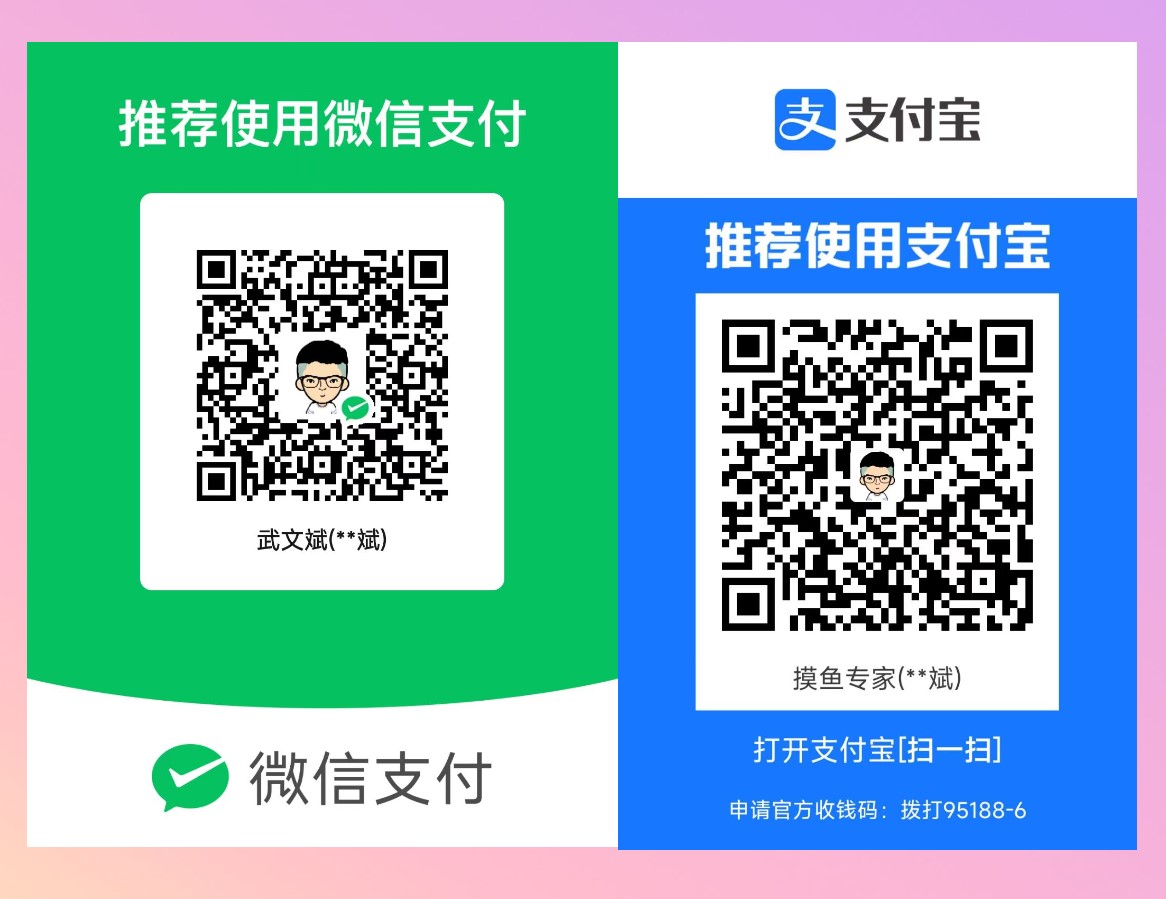 推荐使用微信支付
武文斌(**斌)
微信支付
支付宝
推荐使用支付宝
摸鱼专家(**斌)
打开支付宝[扫一扫]
申请官方收钱码：拨打95188-6